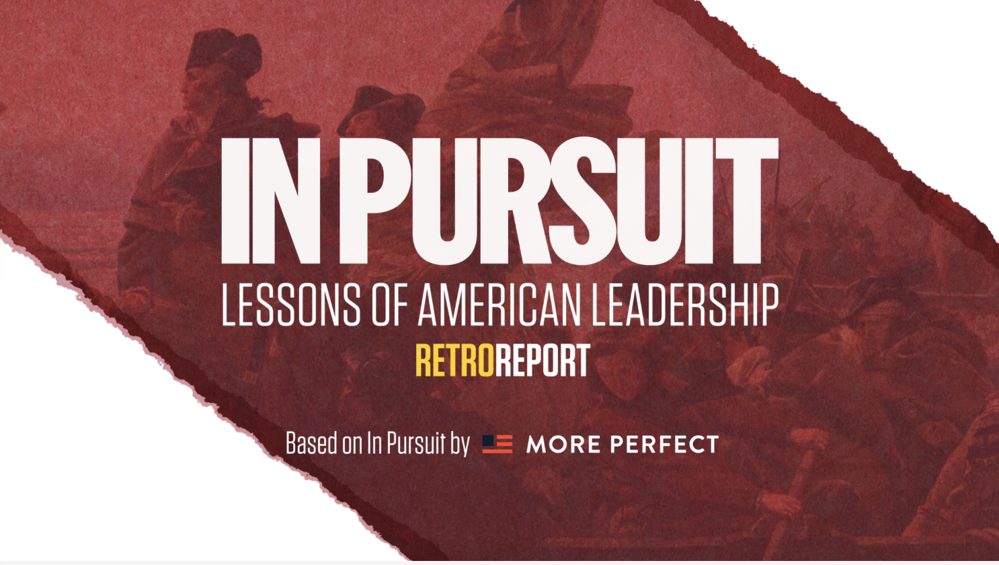 IN PURSUIT
LESSONS OF AMERICAN LEADERSHIP
RETROREPORT
Based on In Pursuit by MORE PERFECT